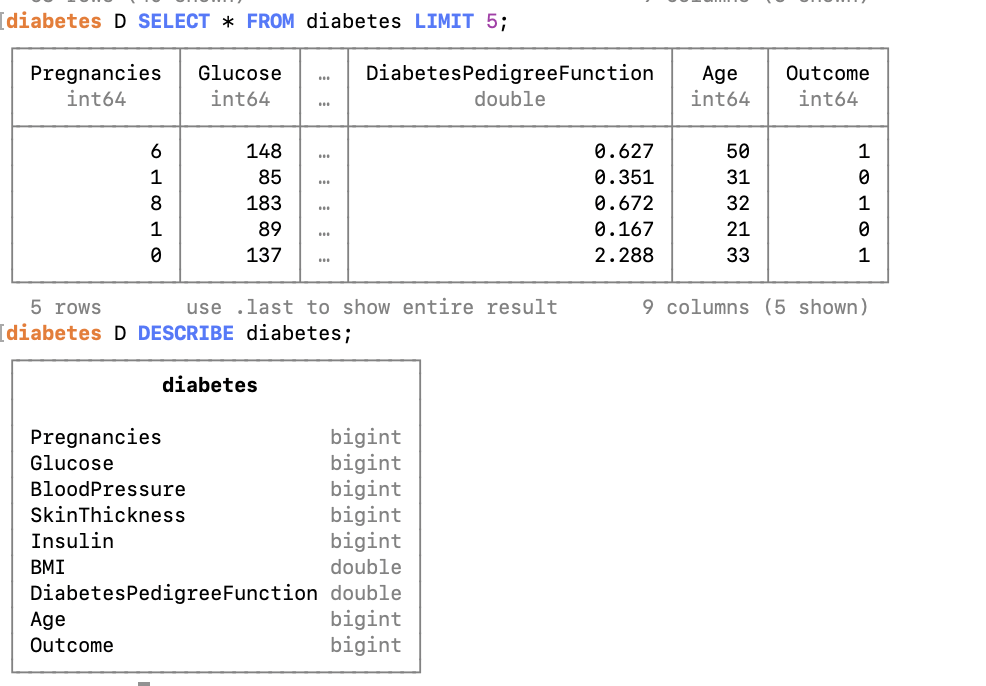 diabetes D SELECT * FROM diabetes LIMIT 5;
Pregnancies Glucose … DiabetesPedigreeFunction Age Outcome
int64 int64 … double int64 int64
6 148 … 0.627 50 1
1 85 … 0.351 31 0
8 183 … 0.672 32 1
1 89 … 0.167 21 0
0 137 … 2.288 33 1
5 rows use .last to show entire result 9 columns (5 shown)
diabetes D DESCRIBE diabetes;
diabetes
Pregnancies bigint
Glucose bigint
BloodPressure bigint
SkinThickness bigint
Insulin bigint
BMI double
DiabetesPedigreeFunction double
Age bigint
Outcome bigint